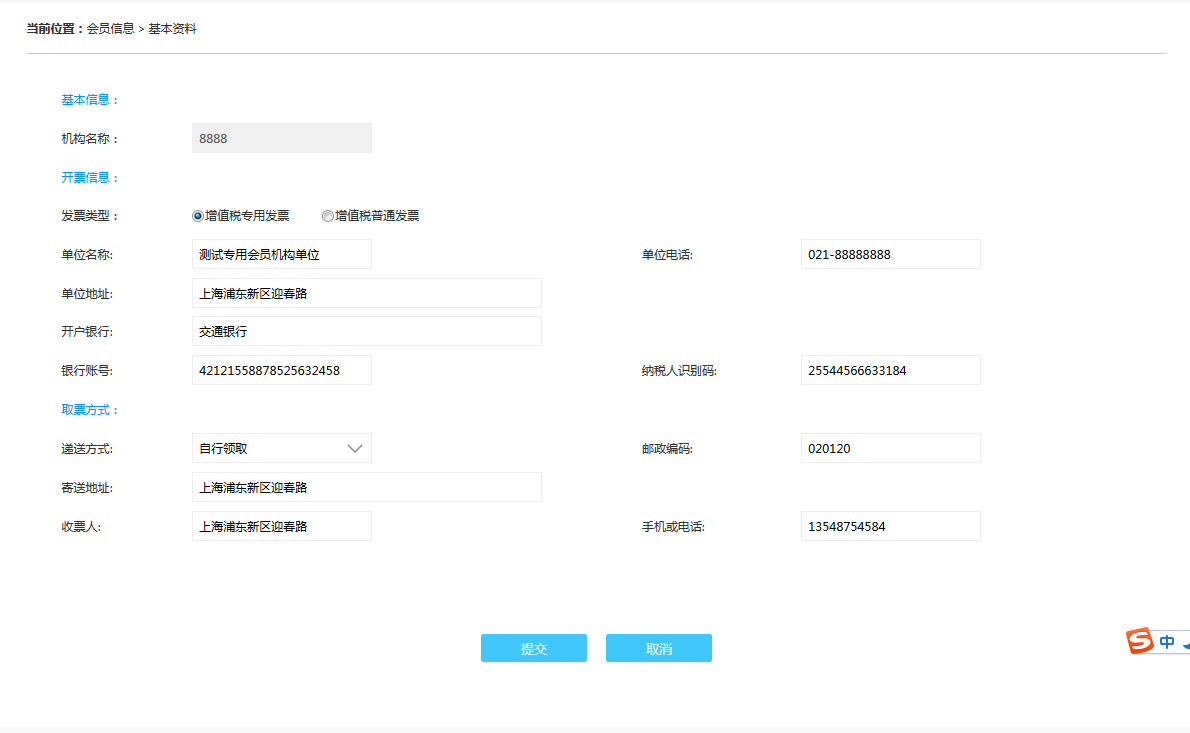 当前位置：会员信息 > 基本资料
基本信息：
机构名称： 8888
开票信息：
发票类型： 增值税专用发票 增值税普通发票
单位名称: 测试专用会员机构单位 单位电话: 021-88888888
单位地址: 上海浦东新区迎春路
开户银行: 交通银行
银行账号: 42121558878525632458 纳税人识别码: 25544566633184
取票方式：
递送方式: 自行领取 邮政编码: 020120
寄送地址: 上海浦东新区迎春路
收票人: 上海浦东新区迎春路 手机或电话: 13548754584
提交 取消
S 中